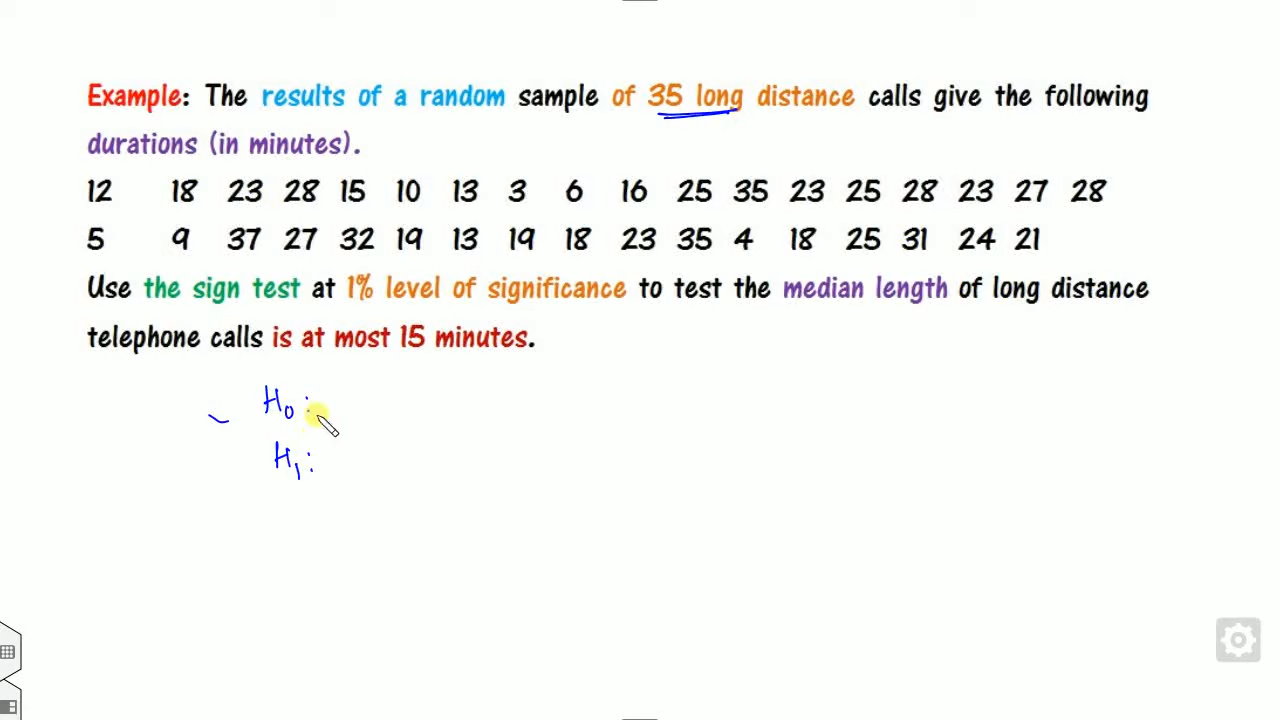 Example: The results of a random sample of 35 long distance calls give the following
durations (in minutes).
12 18 23 28 15 10 13 3 6 16 25 35 23 25 28 23 27 28
5 9 37 27 32 19 13 19 18 23 35 4 18 25 31 24 21
Use the sign test at 1% level of significance to test the median length of long distance
telephone calls is at most 15 minutes.
H₀:
H₁: